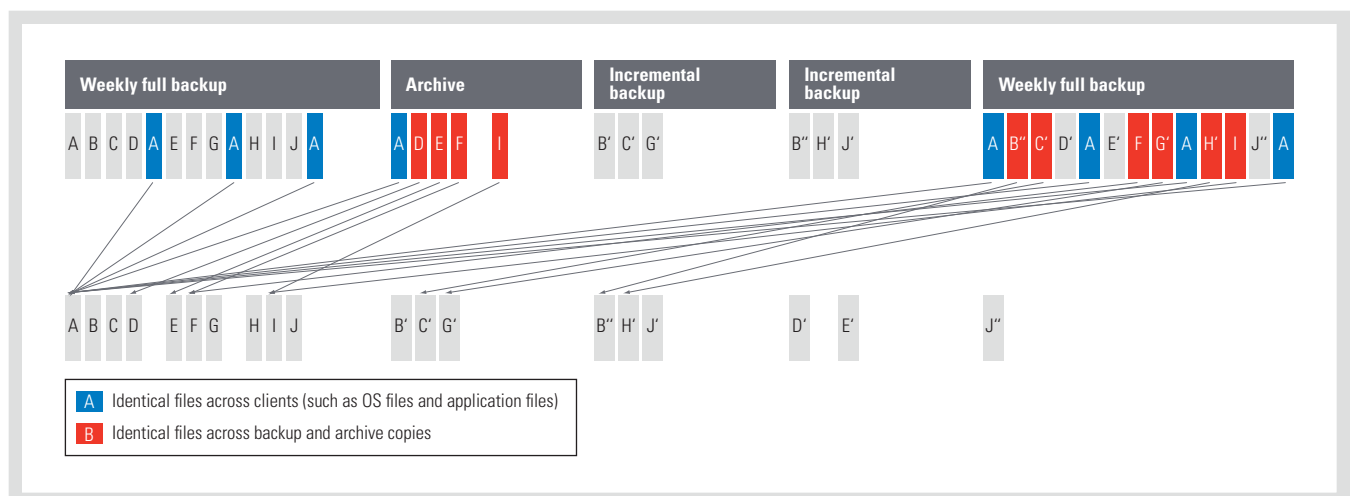 Weekly full backup
Archive
Incremental
backup
Incremental
backup
Weekly full backup
A B C D A E F G A H I J A
A D E F I
B‘ C‘ G‘
B“ H‘ J‘
A B“ C‘ D‘ A E‘ F G‘ A H‘ I J“ A
A B C D E F G H I J
B‘ C‘ G‘
B“ H‘ J‘
D‘ E‘
J“
A Identical files across clients (such as OS files and application files)
B Identical files across backup and archive copies